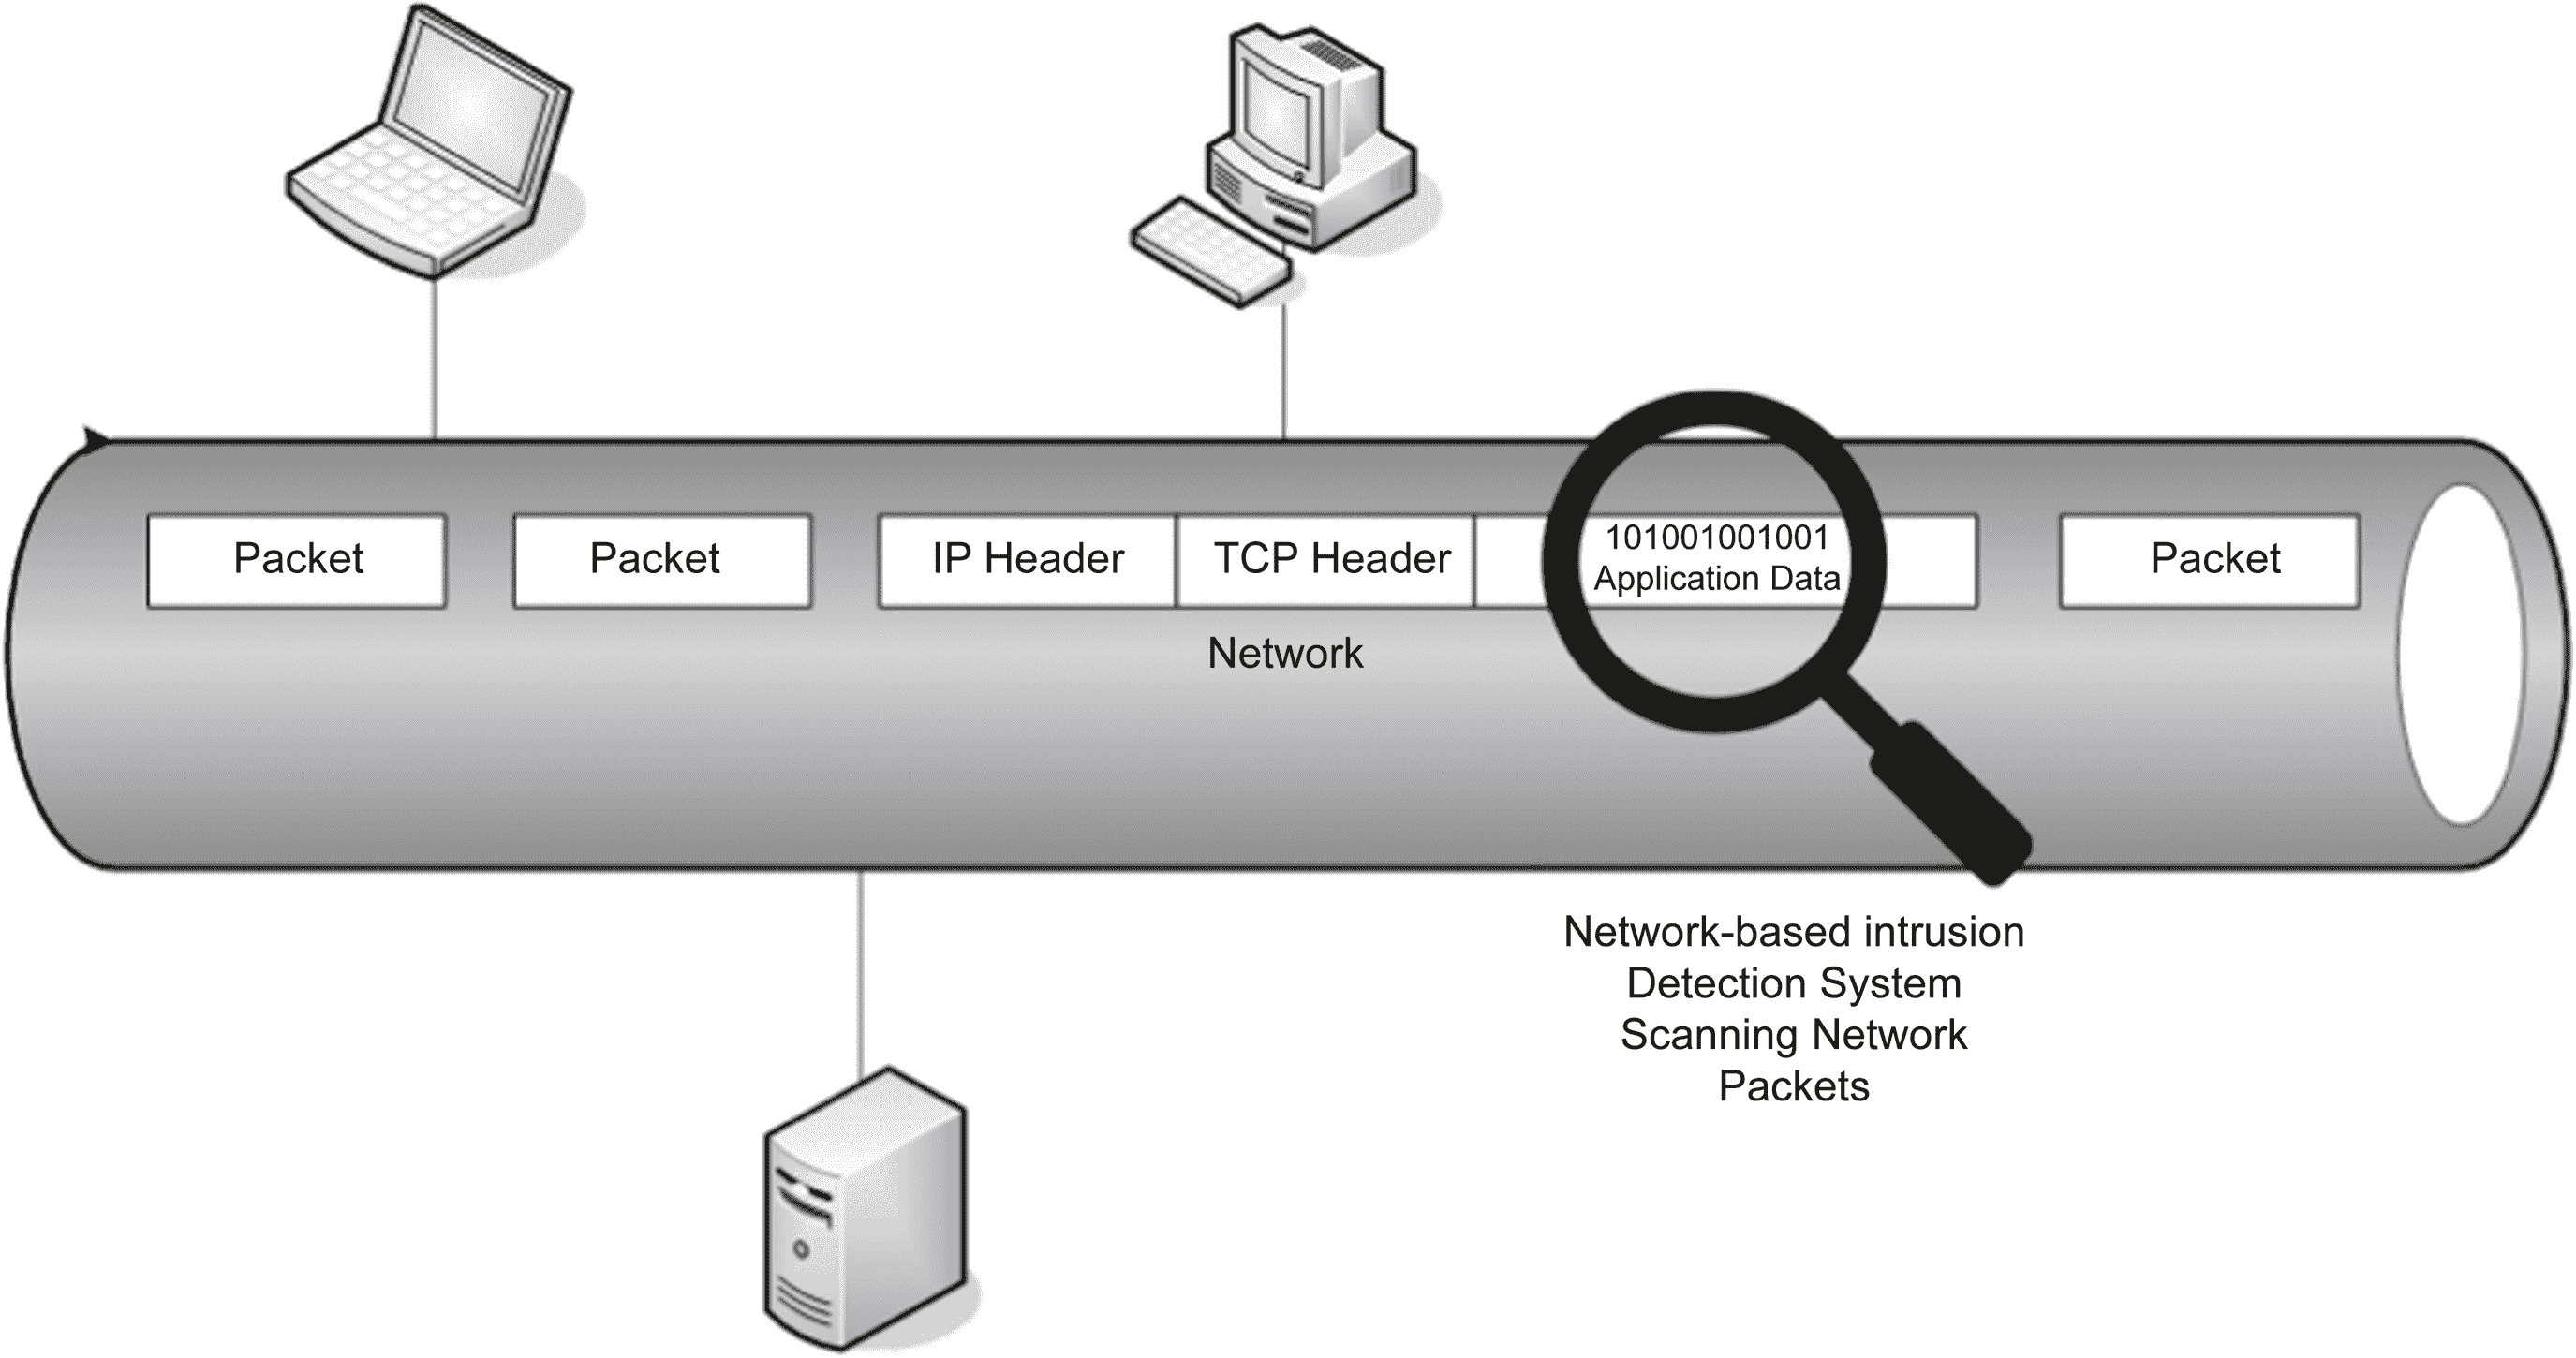 Packet
Packet
IP Header
TCP Header
101001001001
Application Data
Packet
Network
Network-based intrusion
Detection System
Scanning Network
Packets